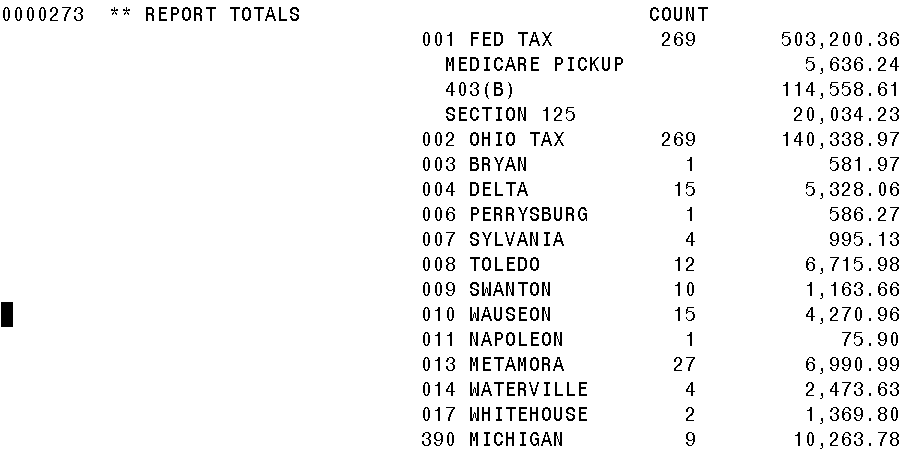 0000273 ** REPORT TOTALS COUNT
001 FED TAX 269 503,200.36
MEDICARE PICKUP 5,636.24
403(B) 114,558.61
SECTION 125 20,034.23
002 OHIO TAX 269 140,338.97
003 BRYAN 1 581.97
004 DELTA 15 5,328.06
006 PERRYSBURG 1 586.27
007 SYLVANIA 4 995.13
008 TOLEDO 12 6,715.98
009 SWANTON 10 1,163.66
010 WAUSEON 15 4,270.96
011 NAPOLEON 1 75.90
013 METAMORA 27 6,990.99
014 WATERVILLE 4 2,473.63
017 WHITEHOUSE 2 1,369.80
390 MICHIGAN 9 10,263.78